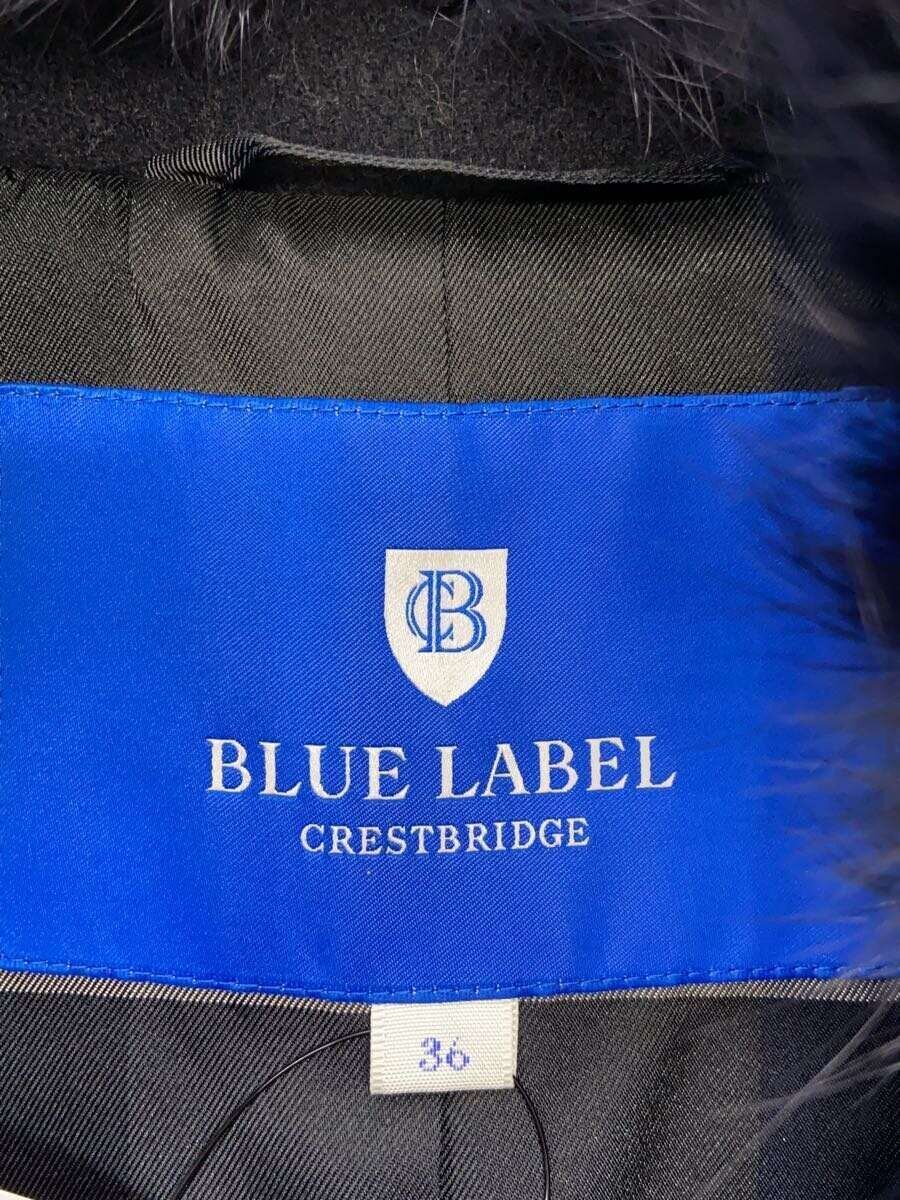 CB
BLUE LABEL
CRESTBRIDGE
36